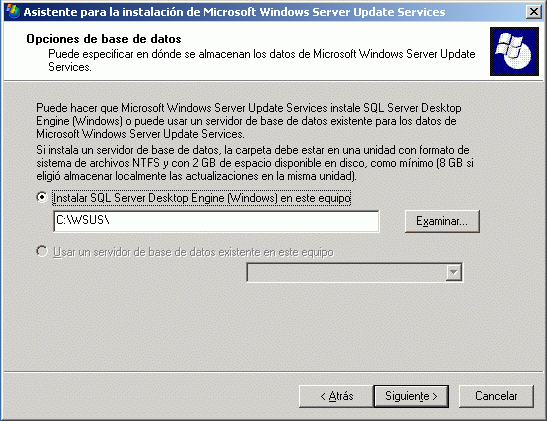 Asistente para la instalación de Microsoft Windows Server Update Services
Opciones de base de datos
Puede especificar en dónde se almacenan los datos de Microsoft Windows Server Update
Services.
Puede hacer que Microsoft Windows Server Update Services instale SQL Server Desktop
Engine (Windows) o puede usar un servidor de base de datos existente para los datos de
Microsoft Windows Server Update Services.
Si instala un servidor de base de datos, la carpeta debe estar en una unidad con formato de
sistema de archivos NTFS y con 2 GB de espacio disponible en disco, como mínimo (8 GB si
eligió almacenar localmente las actualizaciones en la misma unidad).
Instalar SQL Server Desktop Engine (Windows) en este equipo
C:\WSUS\
Examinar...
Usar un servidor de base de datos existente en este equipo
< Atrás
Siguiente >
Cancelar